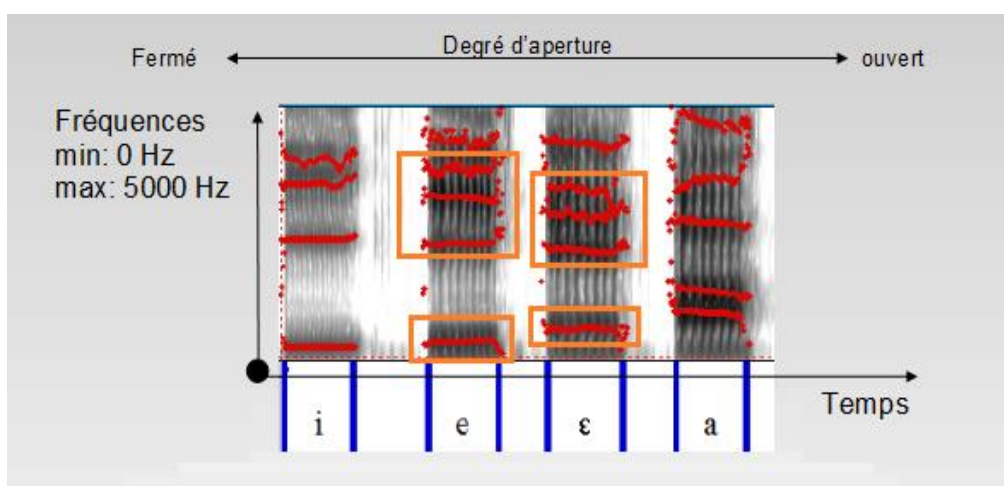 Degré d'aperture
Fermé
ouvert
Fréquences
min: 0 Hz
max: 5000 Hz
Temps
i e ɛ a